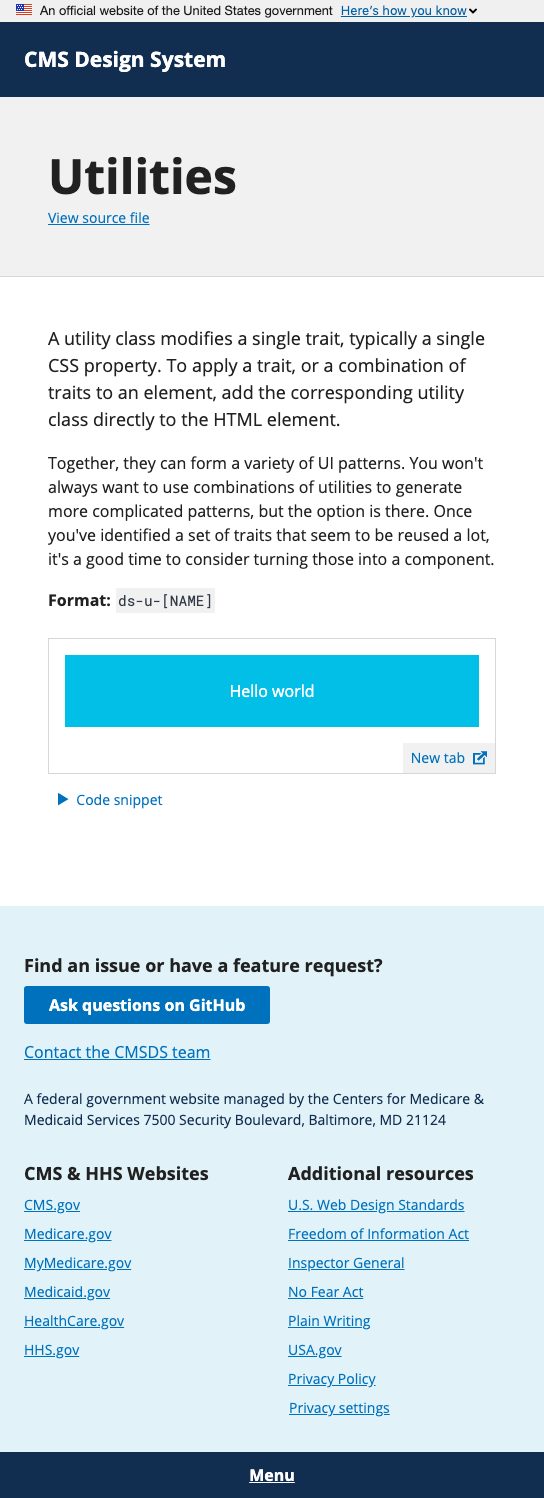 An official website of the United States government Here's how you know
CMS Design System
Utilities
View source file
A utility class modifies a single trait, typically a single
CSS property. To apply a trait, or a combination of
traits to an element, add the corresponding utility
class directly to the HTML element.
Together, they can form a variety of UI patterns. You won't
always want to use combinations of utilities to generate
more complicated patterns, but the option is there. Once
you've identified a set of traits that seem to be reused a lot,
it's a good time to consider turning those into a component.
Format: ds-u-[NAME]
Hello world
New tab
Code snippet
Find an issue or have a feature request?
Ask questions on GitHub
Contact the CMSDS team
A federal government website managed by the Centers for Medicare &
Medicaid Services 7500 Security Boulevard, Baltimore, MD 21124
CMS & HHS Websites
CMS.gov
Medicare.gov
MyMedicare.gov
Medicaid.gov
HealthCare.gov
HHS.gov
Additional resources
U.S. Web Design Standards
Freedom of Information Act
Inspector General
No Fear Act
Plain Writing
USA.gov
Privacy Policy
Privacy settings
Menu